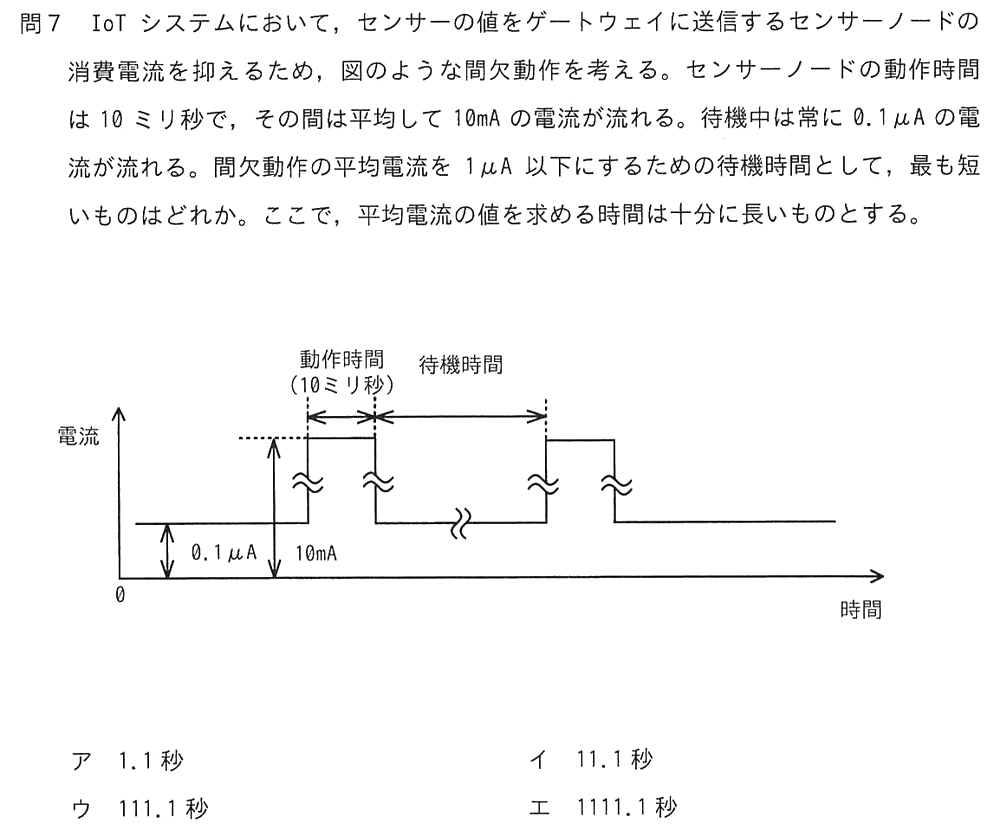 問7 IoT システムにおいて，センサーの値をゲートウェイに送信するセンサーノードの
消費電流を抑えるため，図のような間欠動作を考える。センサーノードの動作時間
は 10 ミリ秒で，その間は平均して 10mA の電流が流れる。待機中は常に 0.1μA の電
流が流れる。間欠動作の平均電流を 1μA 以下にするための待機時間として，最も短
いものはどれか。ここで，平均電流の値を求める時間は十分に長いものとする。
動作時間
(10ミリ秒)
待機時間
電流
0.1μA
10mA
0
時間
ア 1.1 秒
イ 11.1 秒
ウ 111.1 秒
エ 1111.1 秒